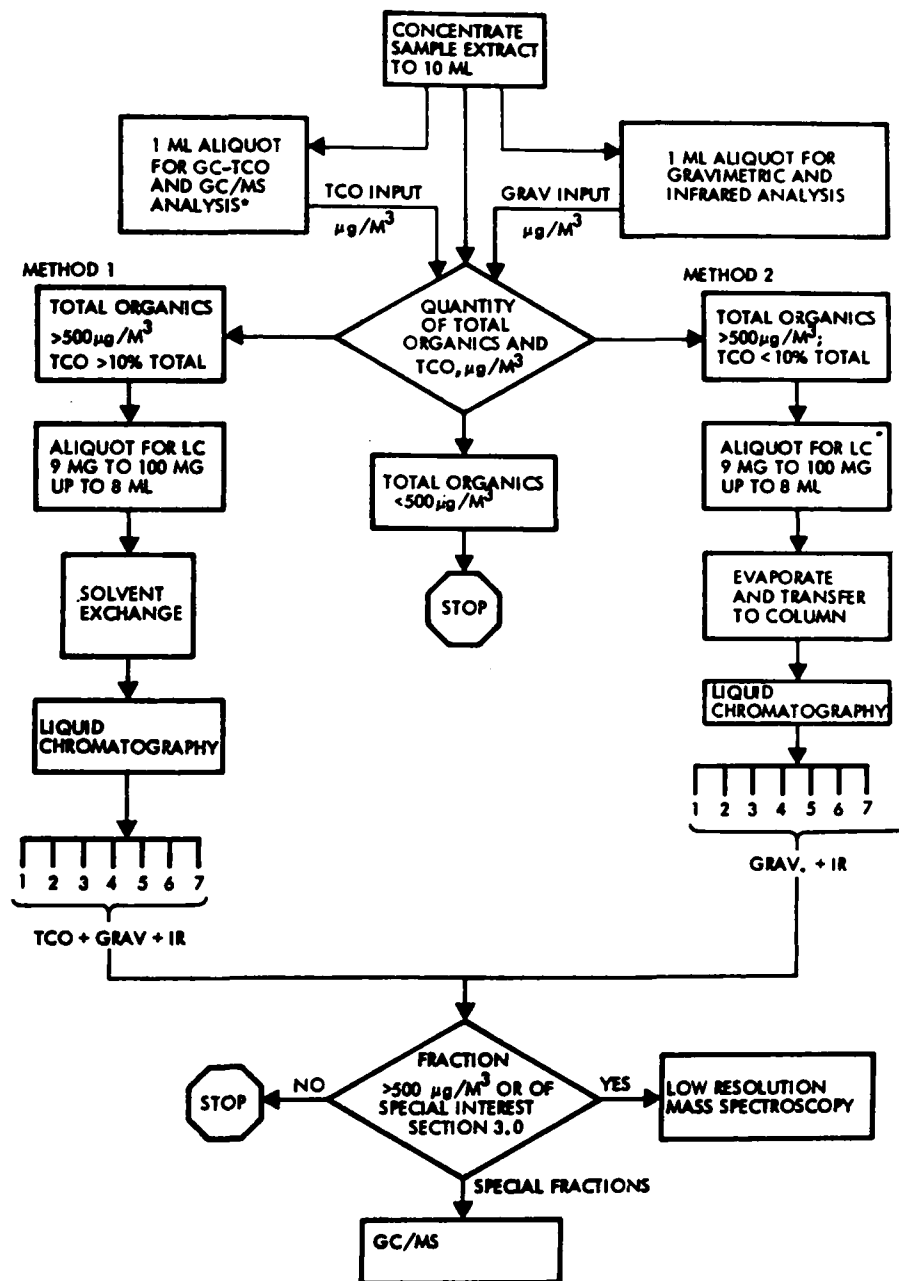 CONCENTRATE
SAMPLE EXTRACT
TO 10 ML
1 ML ALIQUOT
FOR GC-TCO
AND GC/MS
ANALYSIS*
TCO INPUT
µg/M³
GRAV INPUT
µg/M³
1 ML ALIQUOT FOR
GRAVIMETRIC AND
INFRARED ANALYSIS
METHOD 1
TOTAL ORGANICS
>500µg/M³
TCO >10% TOTAL
QUANTITY
OF TOTAL
ORGANICS AND
TCO, µg/M³
METHOD 2
TOTAL ORGANICS
>500µg/M³;
TCO <10% TOTAL
ALIQUOT FOR LC
9 MG TO 100 MG
UP TO 8 ML
TOTAL ORGANICS
<500µg/M³
ALIQUOT FOR LC*
9 MG TO 100 MG
UP TO 8 ML
SOLVENT
EXCHANGE
STOP
EVAPORATE
AND TRANSFER
TO COLUMN
LIQUID
CHROMATOGRAPHY
LIQUID
CHROMATOGRAPHY
1 2 3 4 5 6 7
TCO + GRAV + IR
1 2 3 4 5 6 7
GRAV. + IR
STOP
NO
FRACTION
>500 µg/M³ OR OF
SPECIAL INTEREST
SECTION 3.0
YES
LOW RESOLUTION
MASS SPECTROSCOPY
SPECIAL FRACTIONS
GC/MS